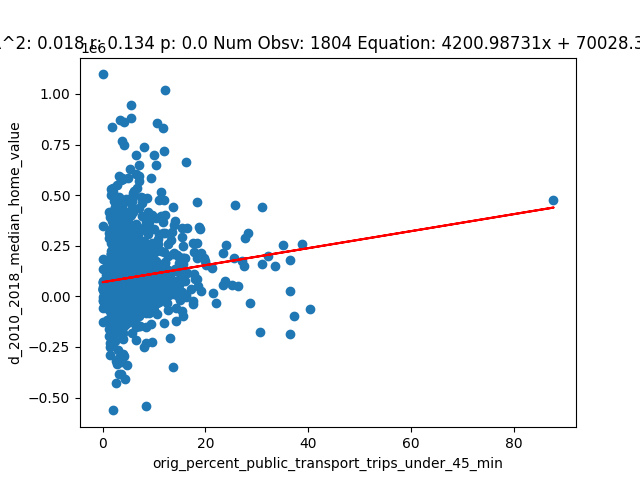 ^2: 0.018 r: 0.134 p: 0.0 Num Obsv: 1804 Equation: 4200.98731x + 70028.3
1e6
1.00
0.75
0.50
0.25
0.00
−0.25
−0.50
d_2010_2018_median_home_value
0 20 40 60 80
orig_percent_public_transport_trips_under_45_min